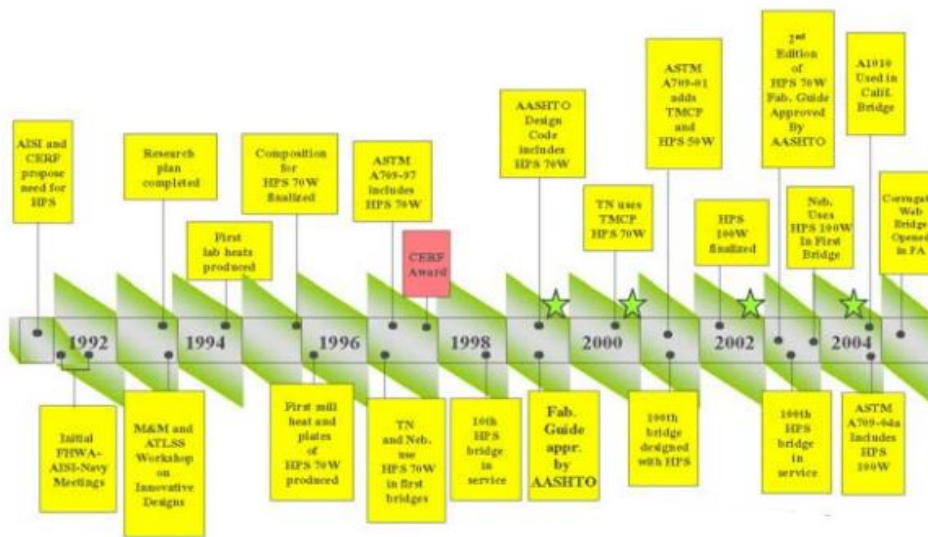 AISI and
CERF
propose
need for
HPS
Research
plan
completed
First
lab heats
produced
Composition
for
HPS 70W
finalized
ASTM
A709-97
includes
HPS 70W
CERF
Award
AASHTO
Design
Code
includes
HPS 70W
TN uses
TMCP
HPS 70W
ASTM
A709-01
adds
TMCP
and
HPS 50W
HPS
100W
finalized
2nd
Edition
of
HPS 70W
Fab. Guide
Approved
By
AASHTO
Neb.
Uses
HPS 100W
In First
Bridge
A1010
Used in
Calif.
Bridge
Corrugated
Web
Bridge
Opened
in PA
1992
1994
1996
1998
2000
2002
2004
Initial
FHWA-
AISI-Navy
Meetings
M&M and
ATLSS
Workshop
on
Innovative
Designs
First mill
heat and
plates
of
HPS 70W
produced
TN
and Neb.
use
HPS 70W
in first
bridges
10th
HPS
bridge
in
service
Fab.
Guide
appr.
by
AASHTO
100th
bridge
designed
with HPS
100th
HPS
bridge
in
service
ASTM
A709-04a
Includes
HPS
100W